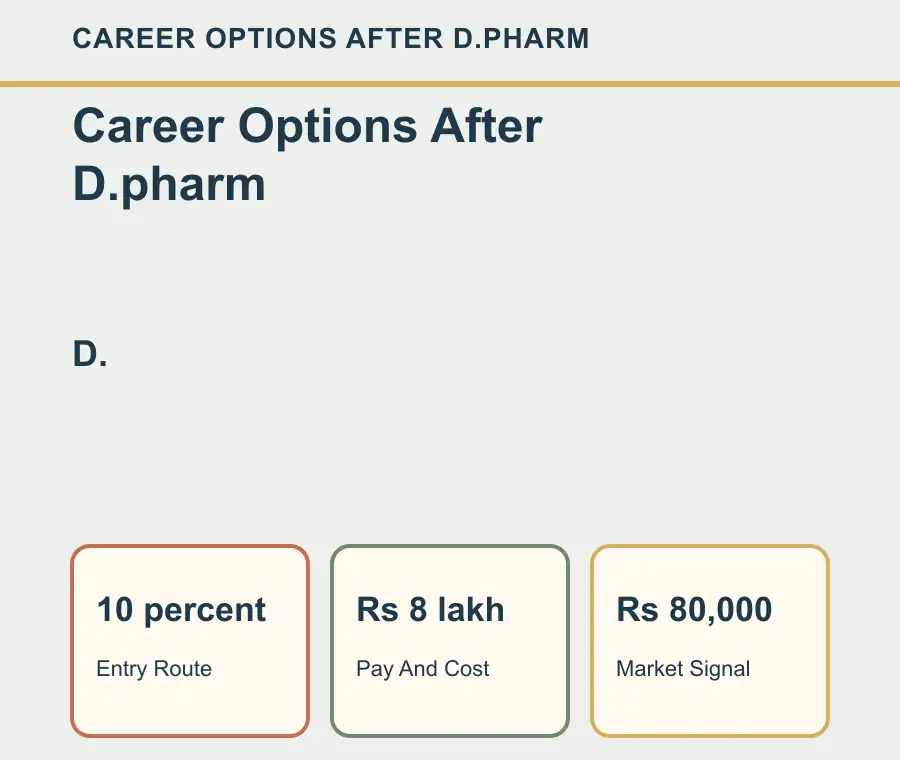 CAREER OPTIONS AFTER D.PHARM
Career Options After
D.pharm
D.
10 percent
Entry Route
Rs 8 lakh
Pay And Cost
Rs 80,000
Market Signal